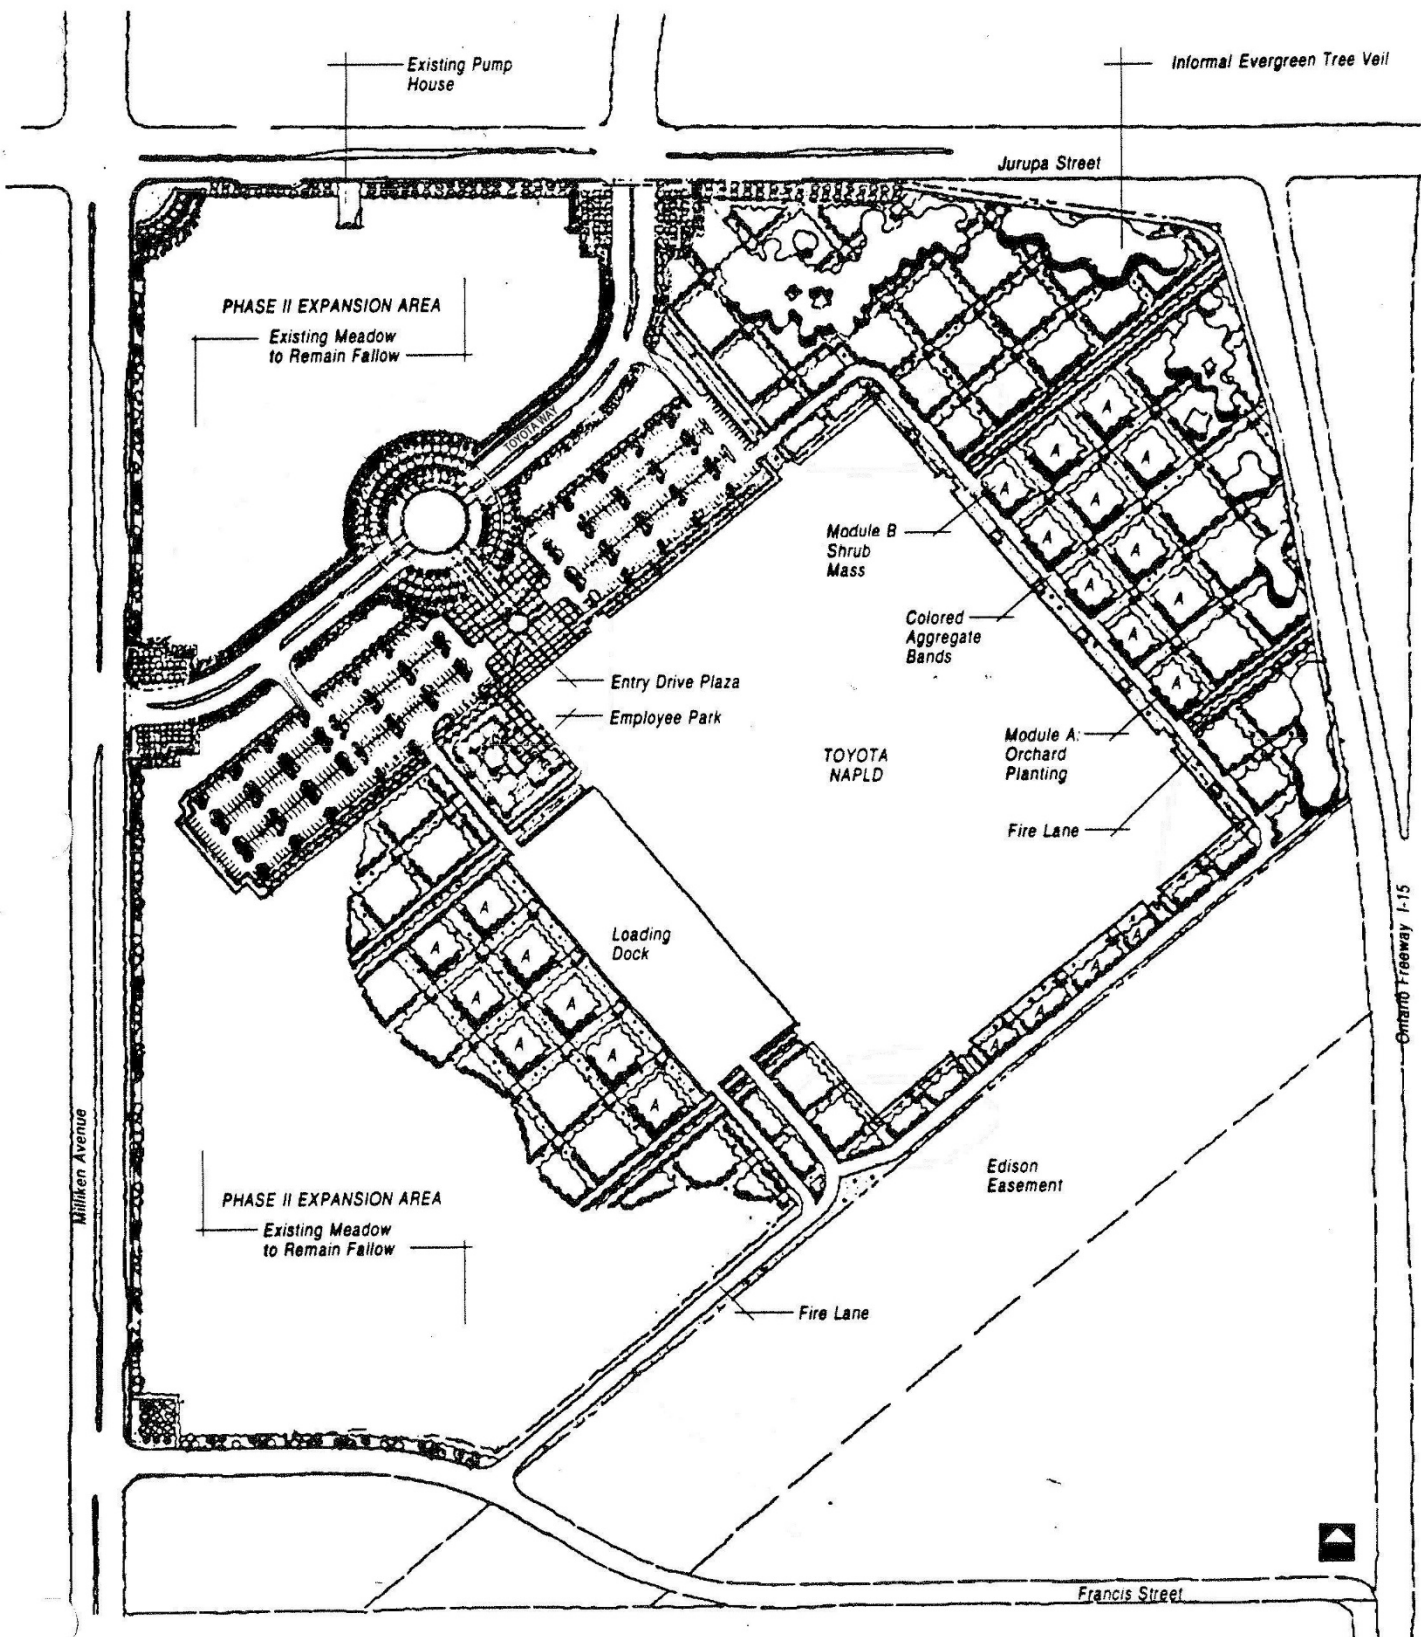 Existing Pump
House
Informal Evergreen Tree Veil
Jurupa Street
PHASE II EXPANSION AREA
Existing Meadow
to Remain Fallow
TOYOTA WAY
A
A
A
A
A
A
A
A
A
A
A
Module B
Shrub
Mass
Colored
Aggregate
Bands
Entry Drive Plaza
Employee Park
TOYOTA
NAPLD
Module A:
Orchard
Planting
Fire Lane
Ontario Freeway I-15
Loading
Dock
A
A
A
A
A
A
A
A
A
A
A
A
Milliken Avenue
Edison
Easement
PHASE II EXPANSION AREA
Existing Meadow
to Remain Fallow
Fire Lane
Francis Street